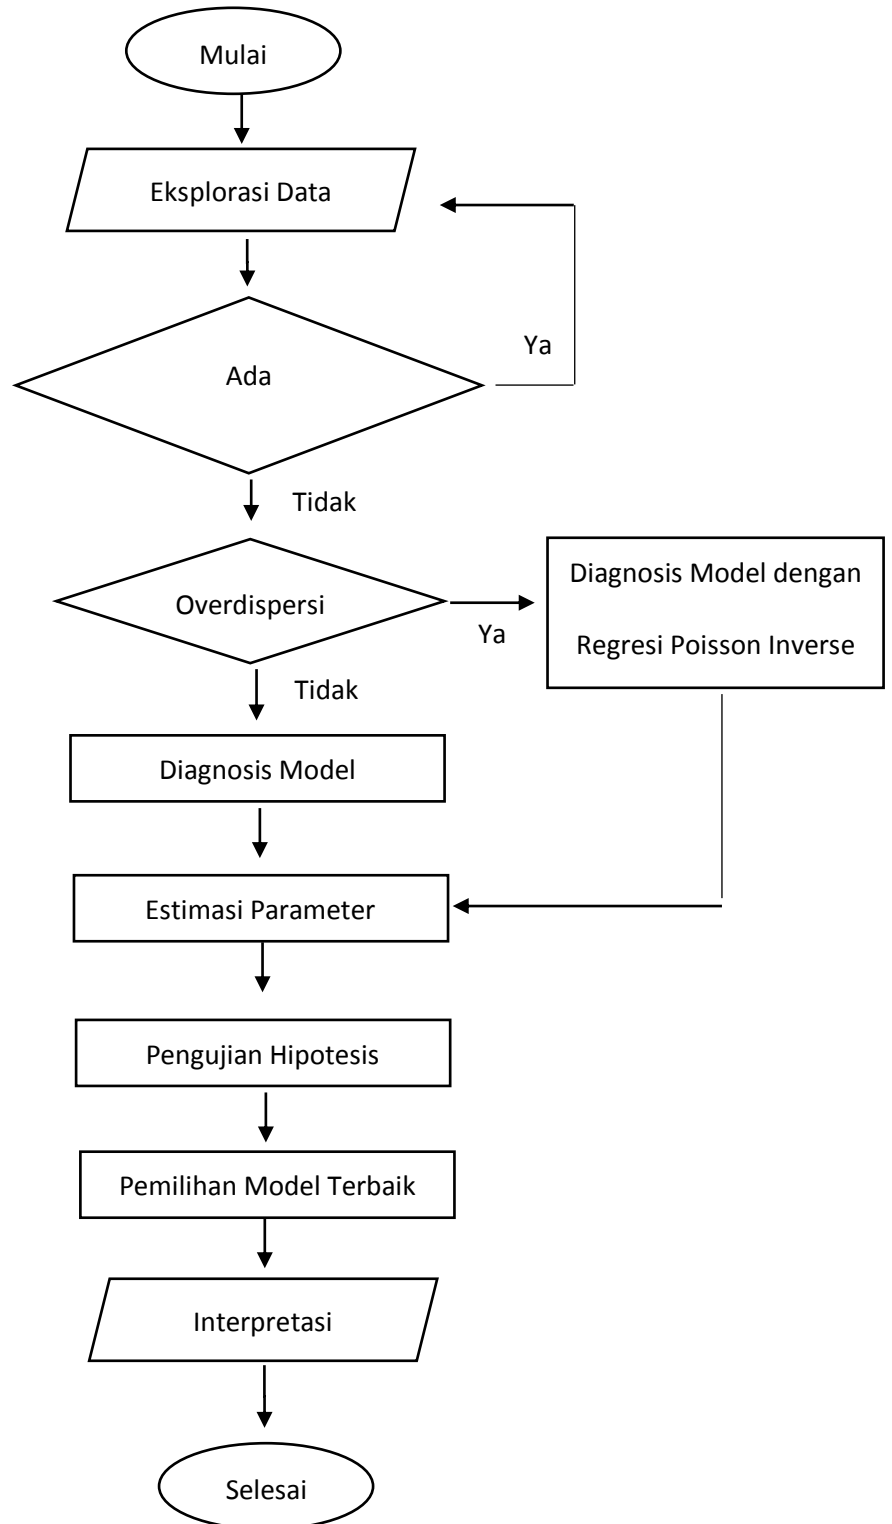 Mulai
Eksplorasi Data
Ya
Ada
Tidak
Overdispersi
Ya
Diagnosis Model dengan
Regresi Poisson Inverse
Tidak
Diagnosis Model
Estimasi Parameter
Pengujian Hipotesis
Pemilihan Model Terbaik
Interpretasi
Selesai